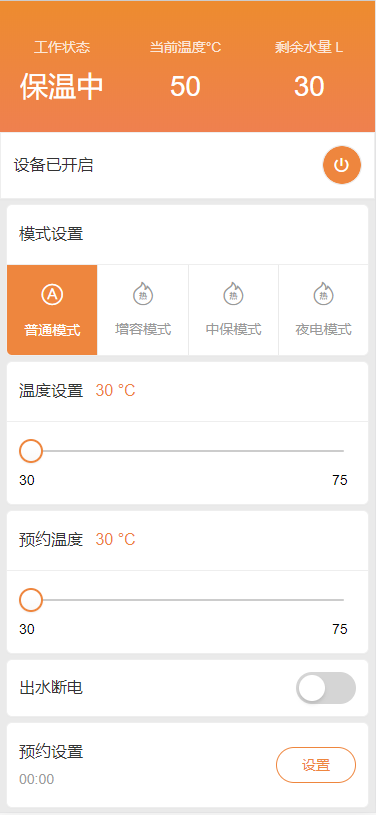 工作状态 当前温度°C 剩余水量 L
保温中 50 30
设备已开启
模式设置
A 热 热 热
普通模式 增容模式 中保模式 夜电模式
温度设置 30 °C
30 75
预约温度 30 °C
30 75
出水断电
预约设置
设置
00:00